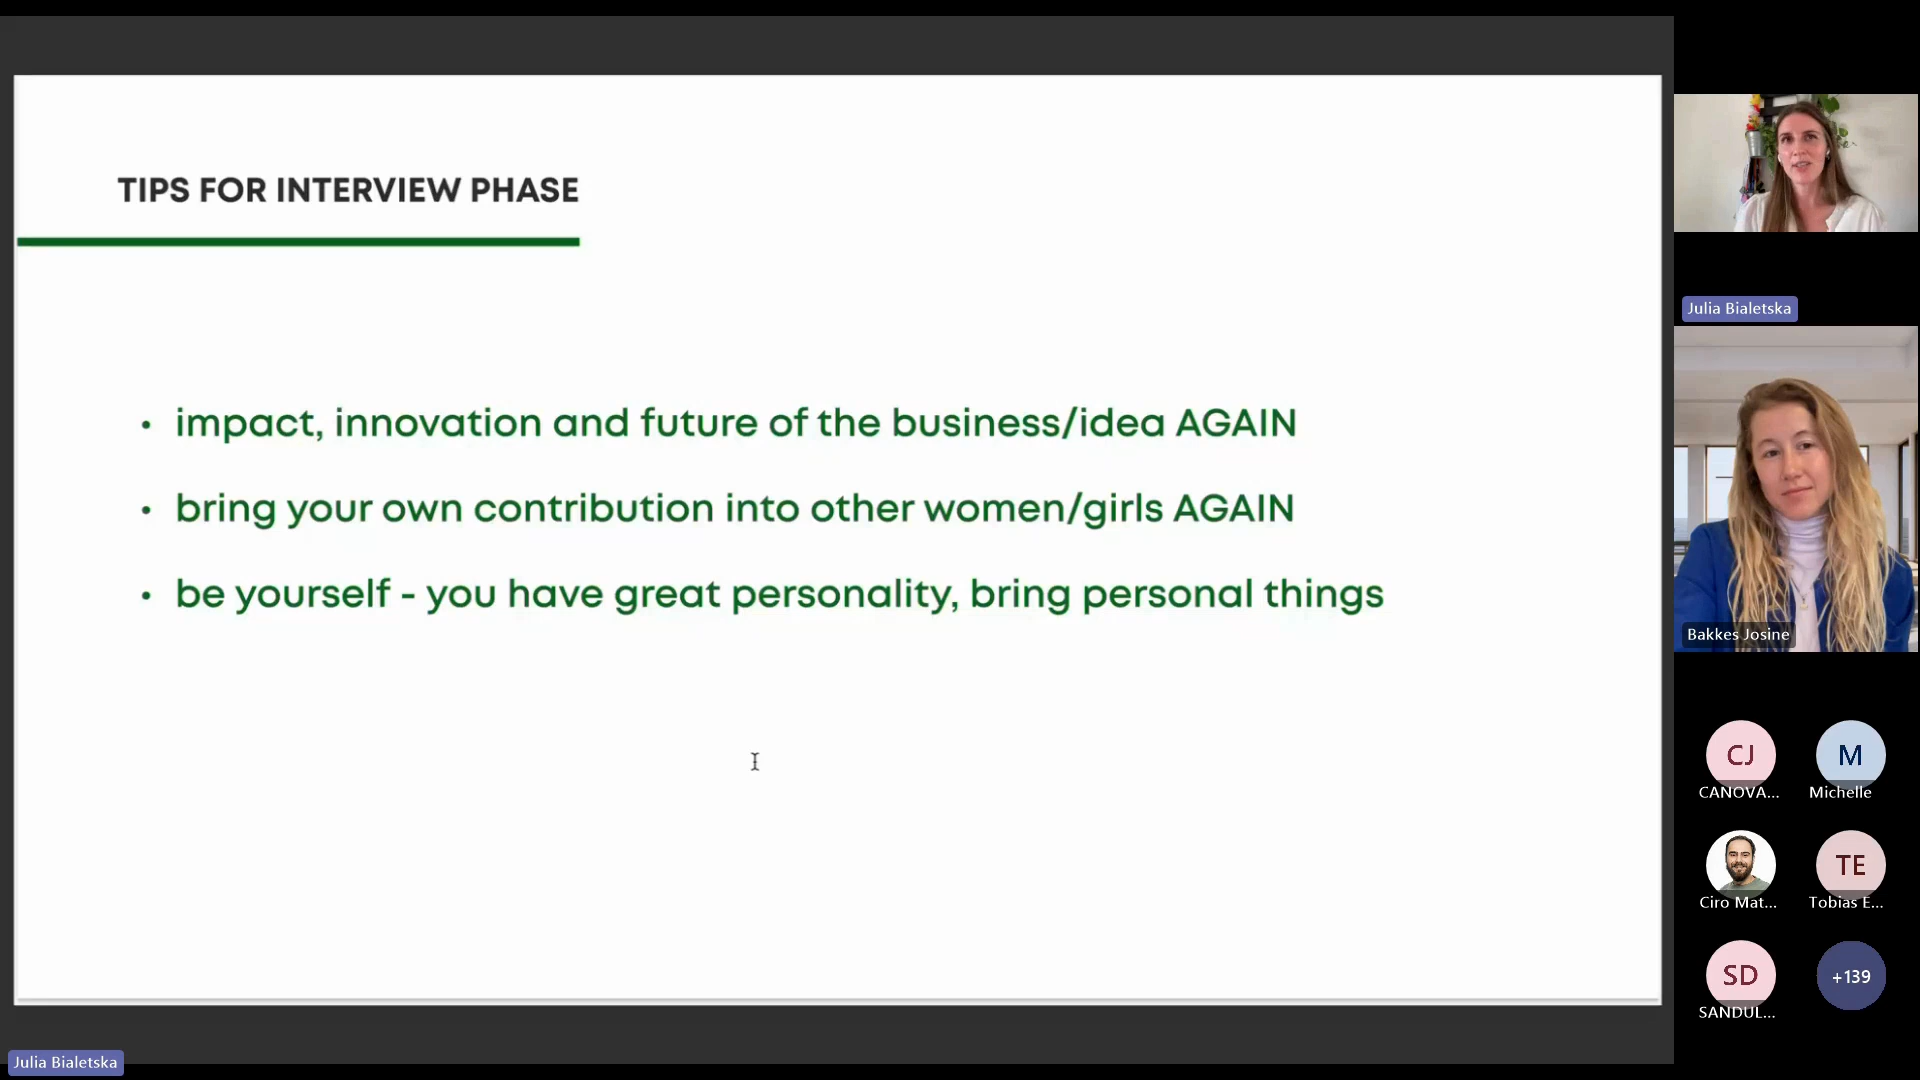 TIPS FOR INTERVIEW PHASE
• impact, innovation and future of the business/idea AGAIN
• bring your own contribution into other women/girls AGAIN
• be yourself - you have great personality, bring personal things
Julia Bialetska
Julia Bialetska
Bakkes Josine
CJ
CANOVA...
M
Michelle
Ciro Mat...
TE
Tobias E...
SD
SANDUL...
+139